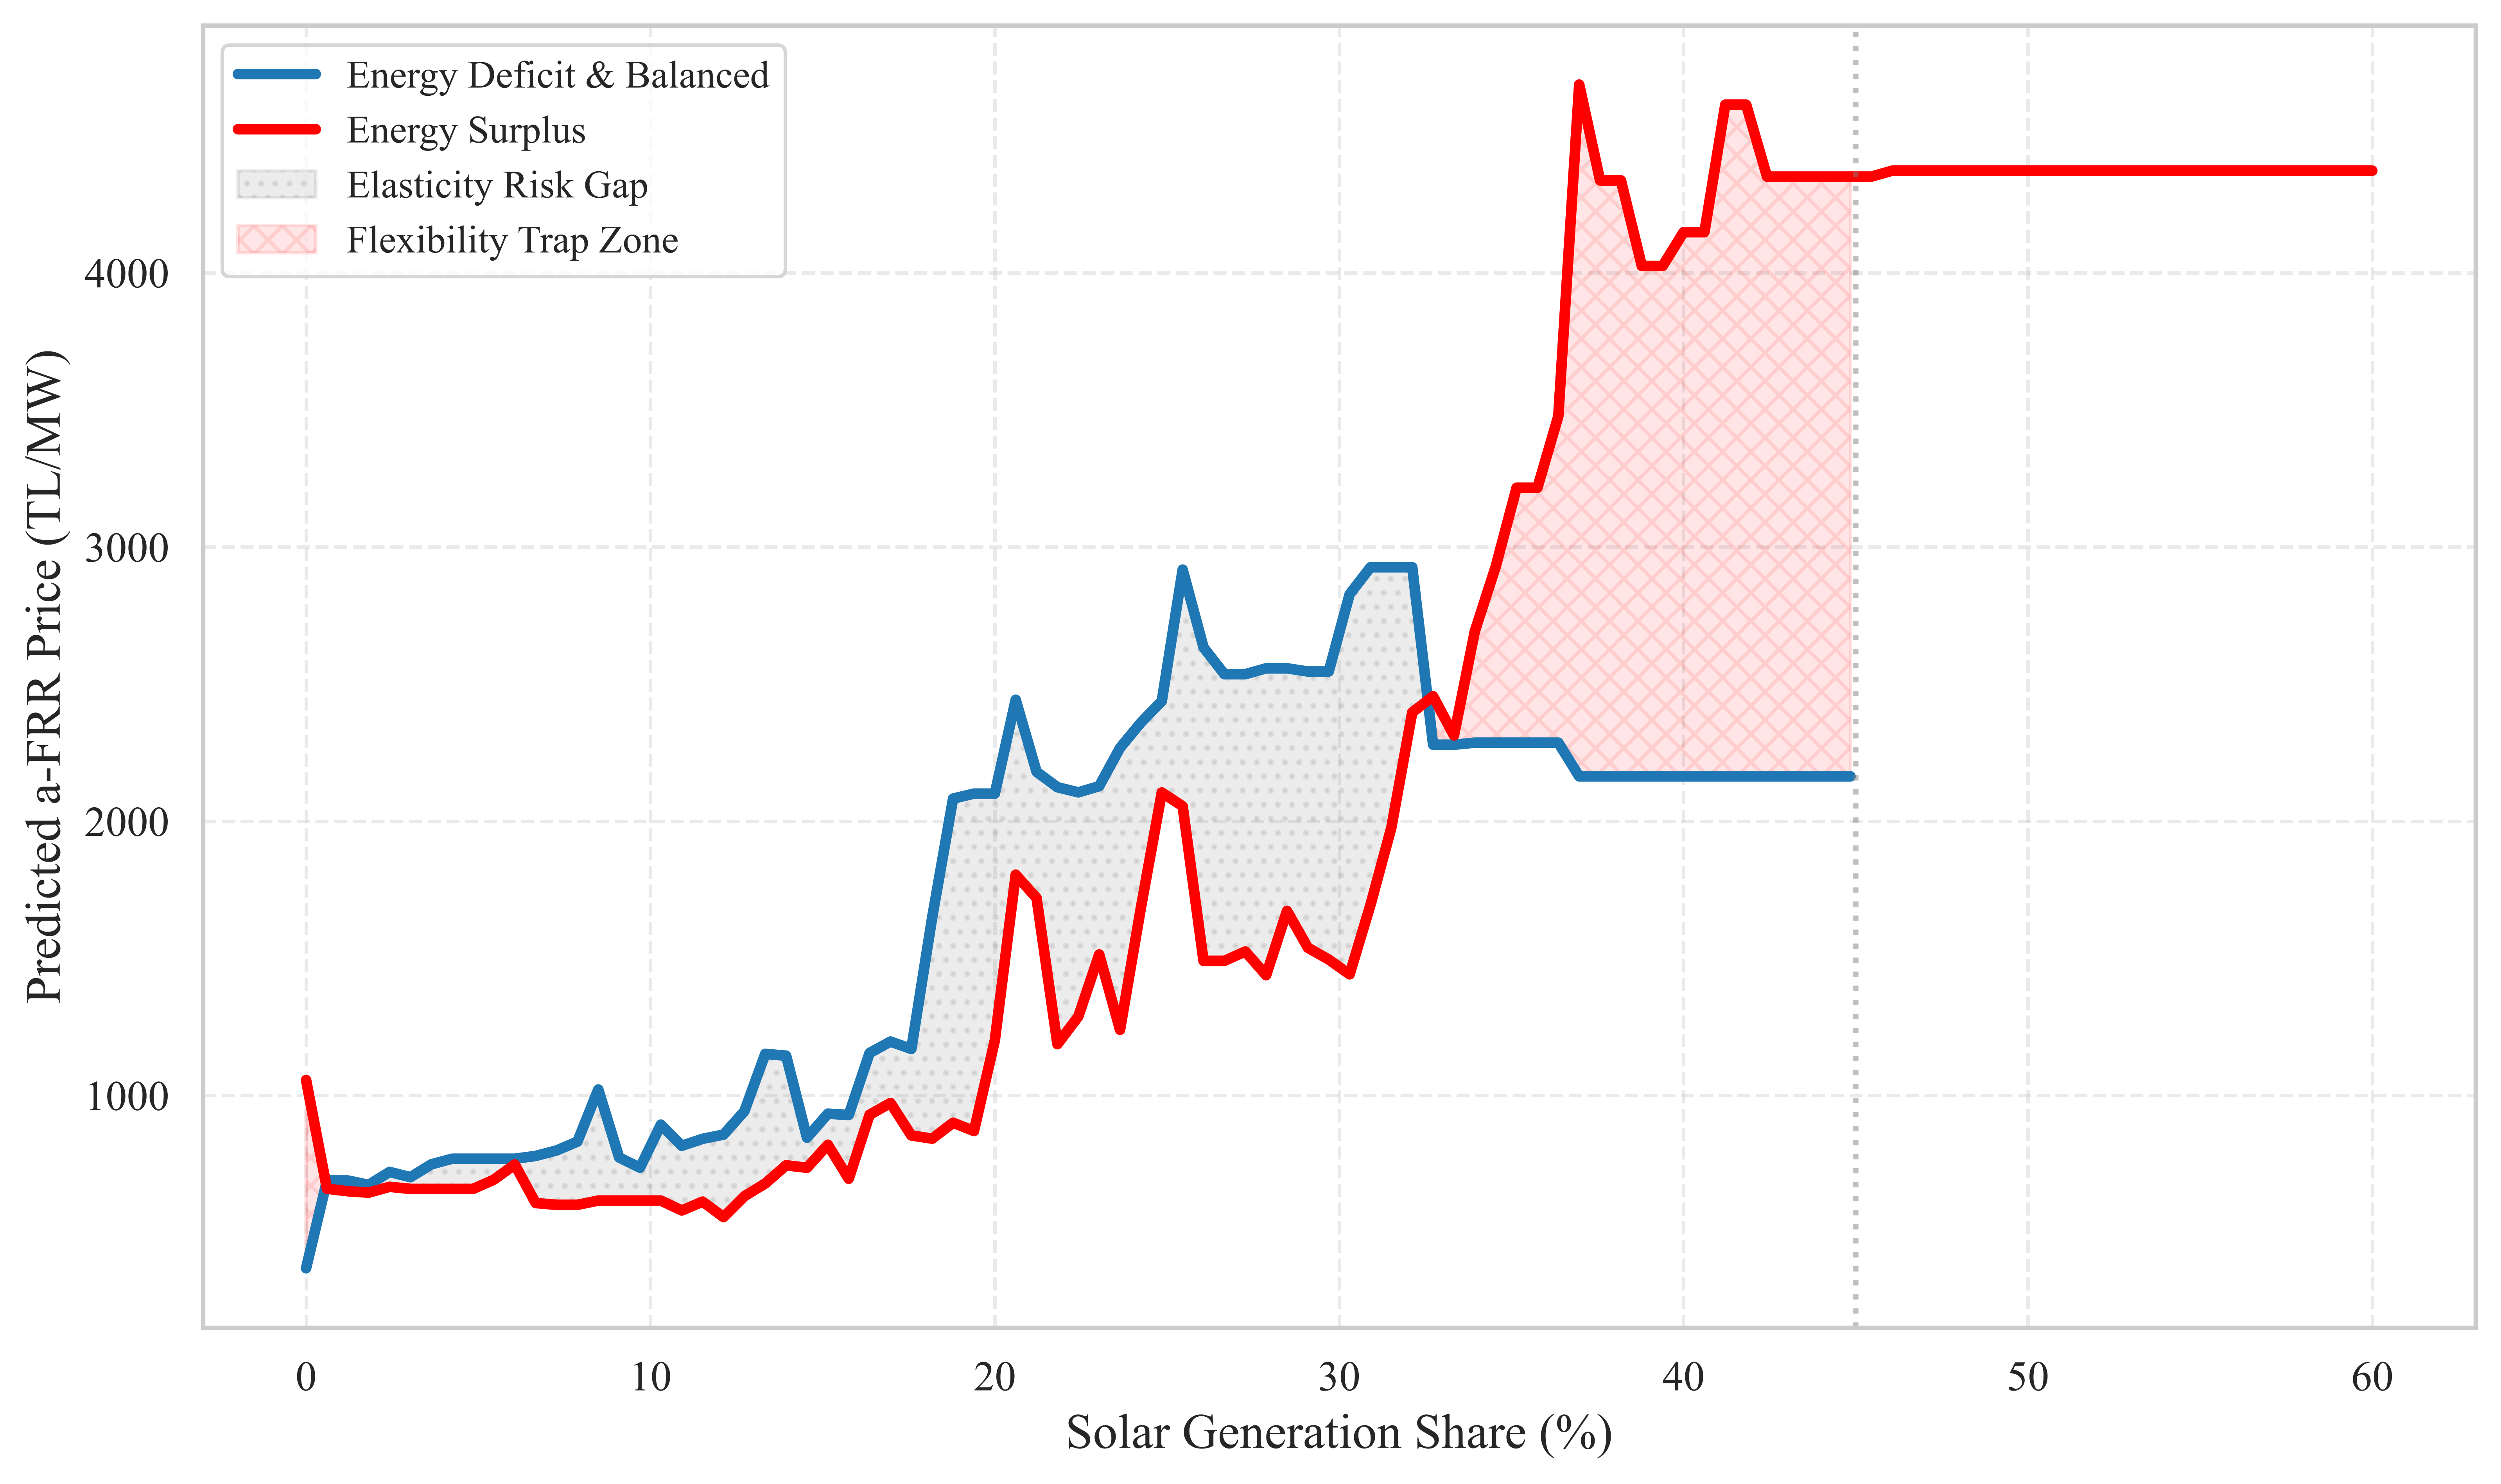 Energy Deficit & Balanced
Energy Surplus
Elasticity Risk Gap
Flexibility Trap Zone
Predicted a-FRR Price (TL/MW)
4000
3000
2000
1000
0 10 20 30 40 50 60
Solar Generation Share (%)